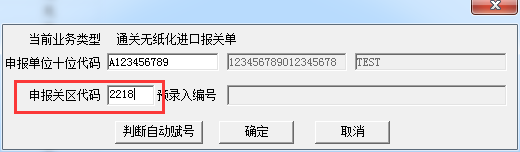 当前业务类型 通关无纸化进口报关单
申报单位十位代码 A123456789 123456789012345678 TEST
申报关区代码 2218 预录入编号
判断自动赋号 确定 取消